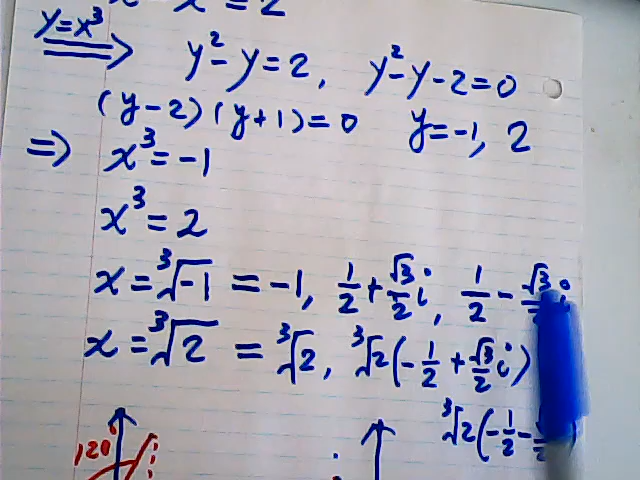 x = 2
y=x³
⟹ y²-y=2, y²-y-2=0
(y-2)(y+1)=0 y=-1, 2
⇒ x³=-1
x³=2
x=∛-1 = -1, 1/2+√3/2 i, 1/2-√3 i
x=∛2 = ∛2, ∛2(-1/2+√3/2 i)
∛2(-1/2-
120°